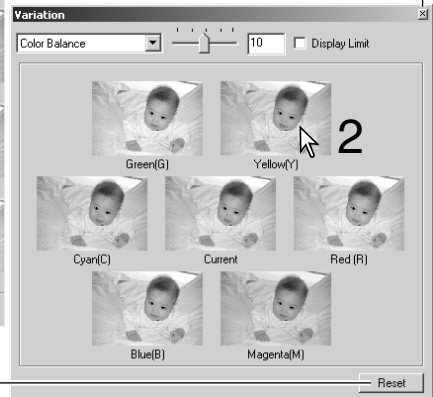 Variation
Color Balance 10 Display Limit
2
Green(G) Yellow(Y)
Cyan(C) Current Red (R)
Blue(B) Magenta(M)
Reset